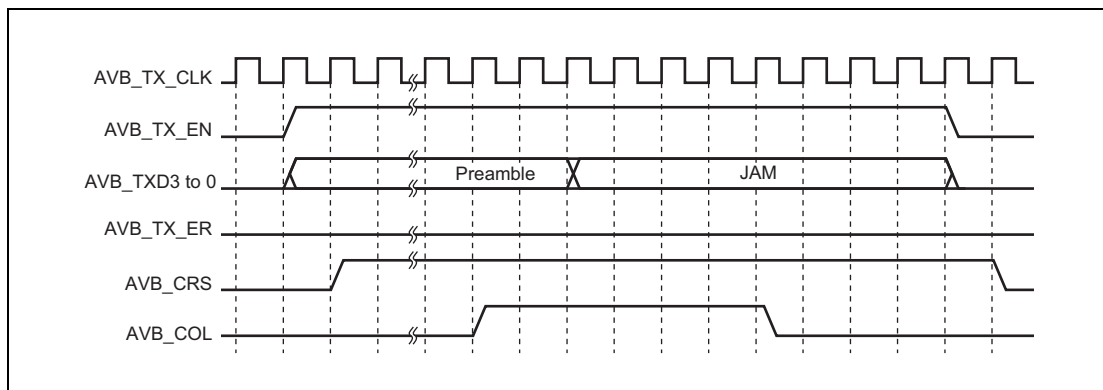 AVB_TX_CLK
AVB_TX_EN
AVB_TXD3 to 0
Preamble
JAM
AVB_TX_ER
AVB_CRS
AVB_COL